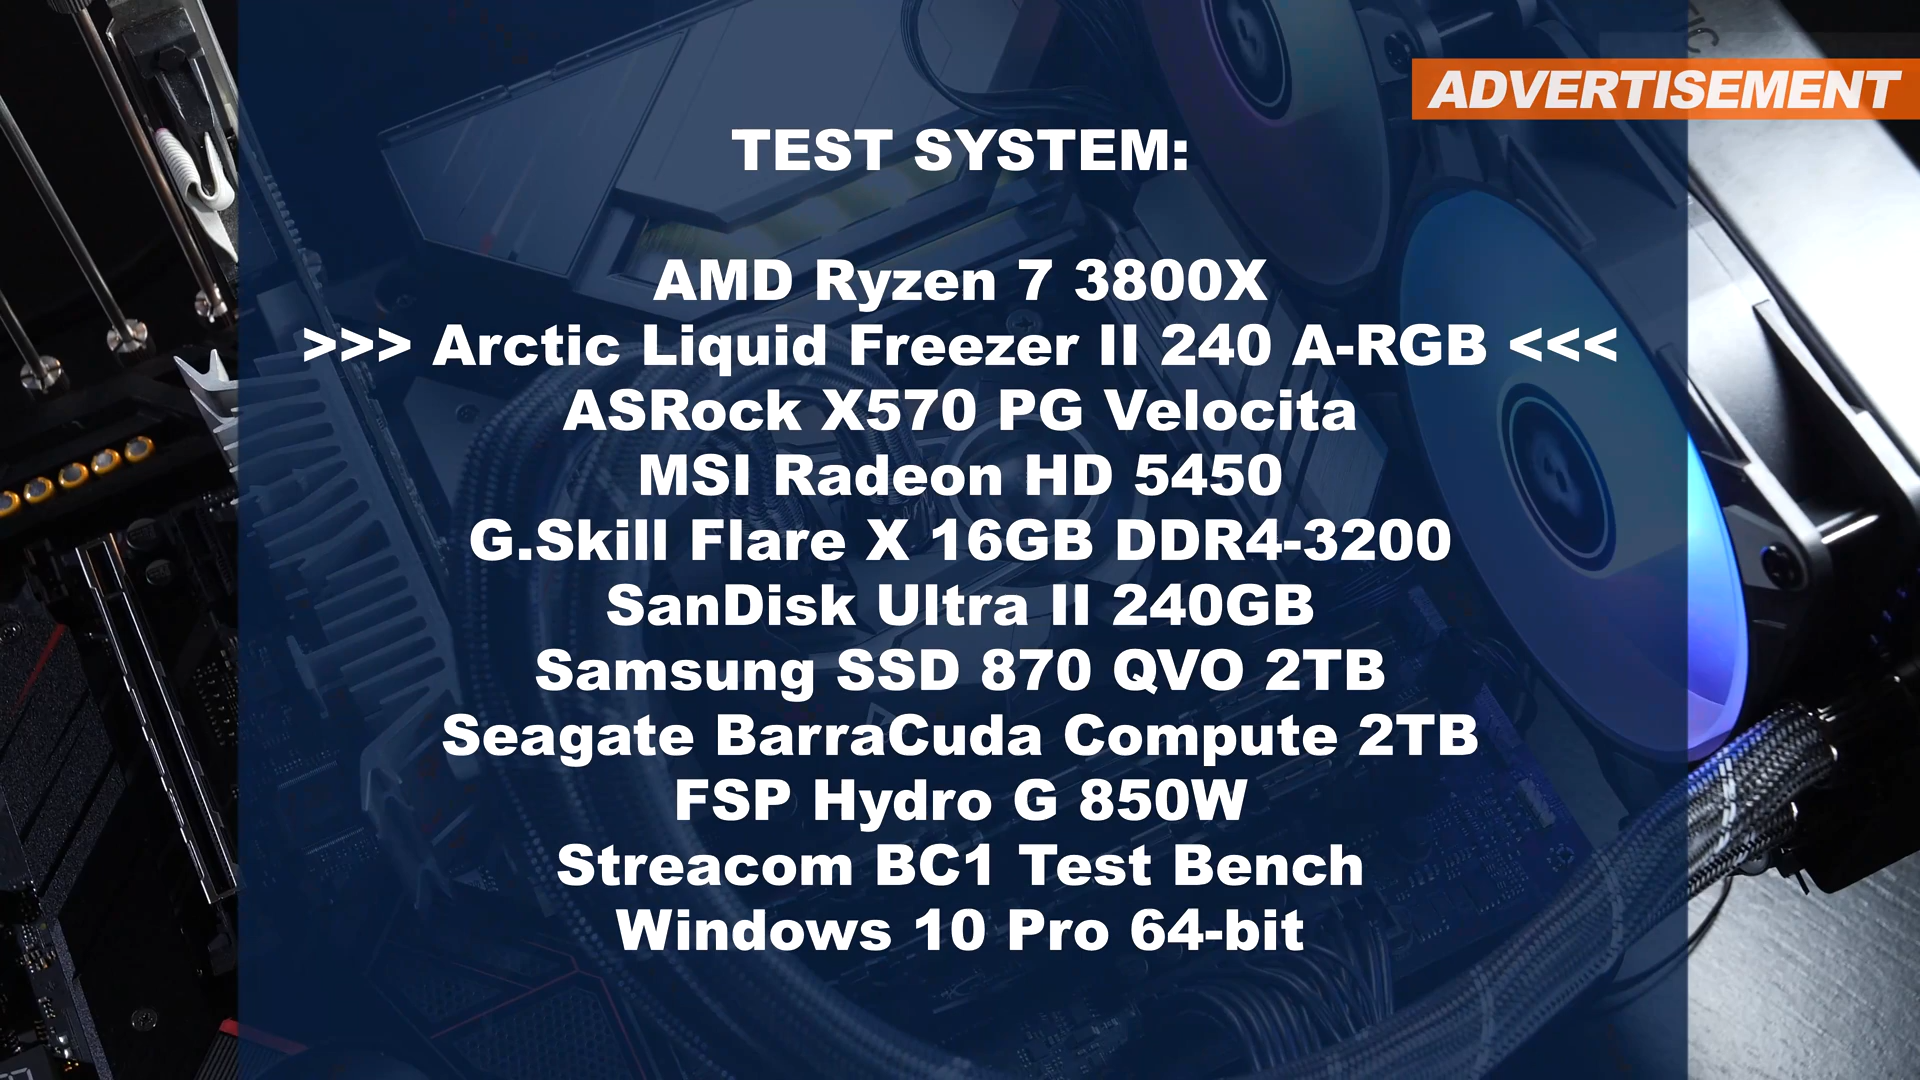 ADVERTISEMENT
TEST SYSTEM:
AMD Ryzen 7 3800X
>>> Arctic Liquid Freezer II 240 A-RGB <<<
ASRock X570 PG Velocita
MSI Radeon HD 5450
G.Skill Flare X 16GB DDR4-3200
SanDisk Ultra II 240GB
Samsung SSD 870 QVO 2TB
Seagate BarraCuda Compute 2TB
FSP Hydro G 850W
Streacom BC1 Test Bench
Windows 10 Pro 64-bit